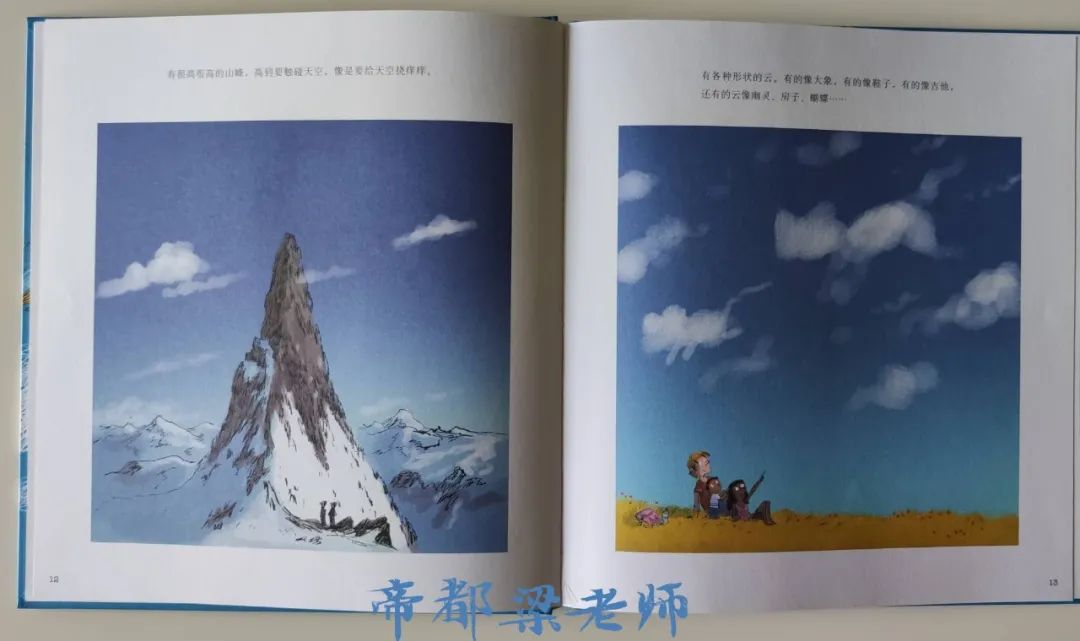 有很高很高的山峰，高到要触碰天空，像是要给天空挠痒痒。
有各种形状的云。有的像大象，有的像鞋子，有的像吉他，
还有的云像幽灵、房子、蝴蝶……
12
13
帝都梁老师